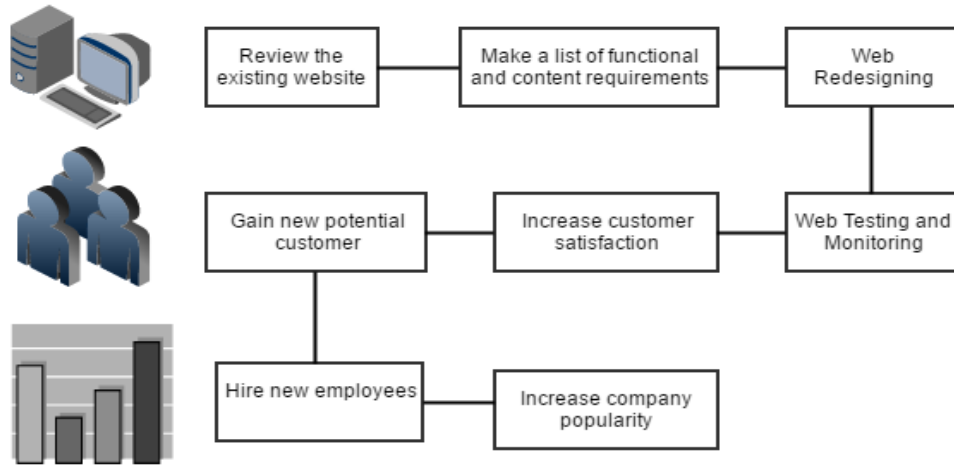 Review the
existing website
Make a list of functional
and content requirements
Web
Redesigning
Gain new potential
customer
Increase customer
satisfaction
Web Testing and
Monitoring
Hire new employees
Increase company
popularity